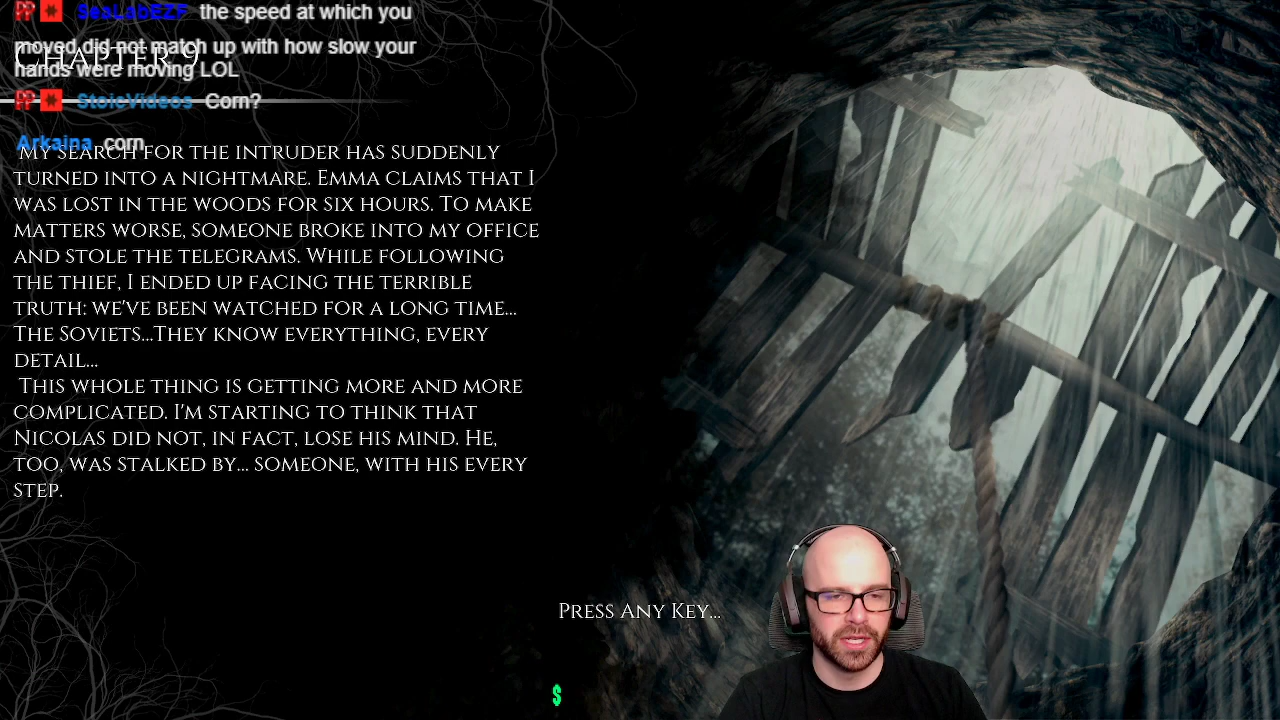 SeaLabEZF the speed at which you
moved did not match up with how slow your
Chapter 9
hands were moving LOL
StoicVideos Corn?
Arkaina corn
My search for the intruder has suddenly
turned into a nightmare. Emma claims that I
was lost in the woods for six hours. To make
matters worse, someone broke into my office
and stole the telegrams. While following
the thief, I ended up facing the terrible
truth: we've been watched for a long time...
The Soviets...They know everything, every
detail...
This whole thing is getting more and more
complicated. I'm starting to think that
Nicolas did not, in fact, lose his mind. He,
too, was stalked by... someone, with his every
step.
Press Any Key...
$